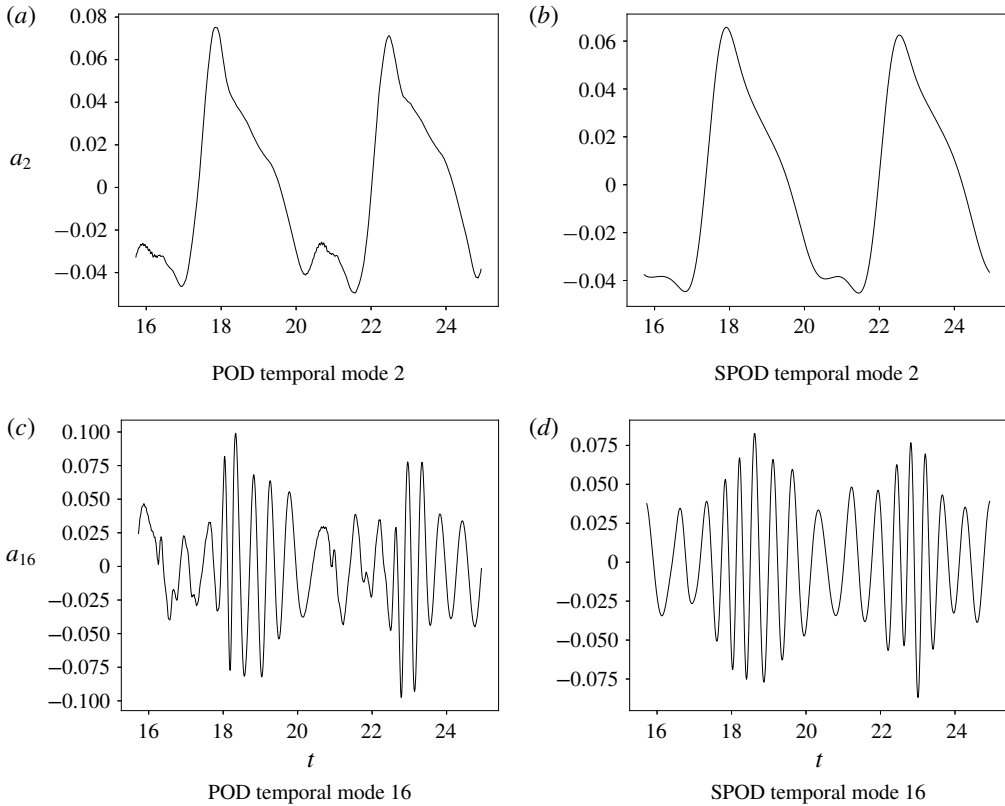 (a)
0.08
0.06
0.04
0.02
a2
0
−0.02
−0.04
16 18 20 22 24
POD temporal mode 2
(b)
0.06
0.04
0.02
0
−0.02
−0.04
16 18 20 22 24
SPOD temporal mode 2
(c)
0.100
0.075
0.050
0.025
a16
0
−0.025
−0.050
−0.075
−0.100
16 18 20 22 24
t
POD temporal mode 16
(d)
0.075
0.050
0.025
0
−0.025
−0.050
−0.075
16 18 20 22 24
t
SPOD temporal mode 16